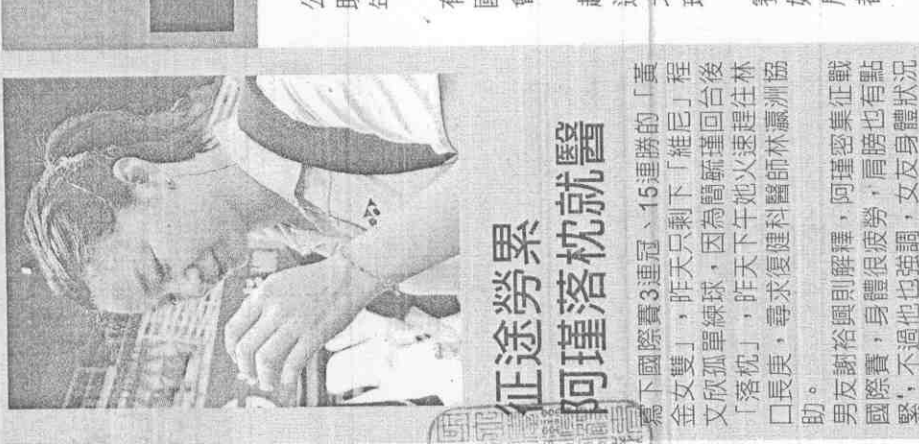 征途勞累
阿瑾落枕就醫
寫下國際賽3連冠、15連勝的「黃
金女雙」，昨天只剩下「維尼」程
文欣孤單練球，因為簡毓瑾回台後
「落枕」，昨天下午她火速趕往林
口長庚，尋求復健科醫師林瀛洲協
助。
男友謝裕興則解釋，阿瑾密集征戰
國際賽，身體很疲勞，肩膀也有點
緊，不過他也強調，女友身體狀況